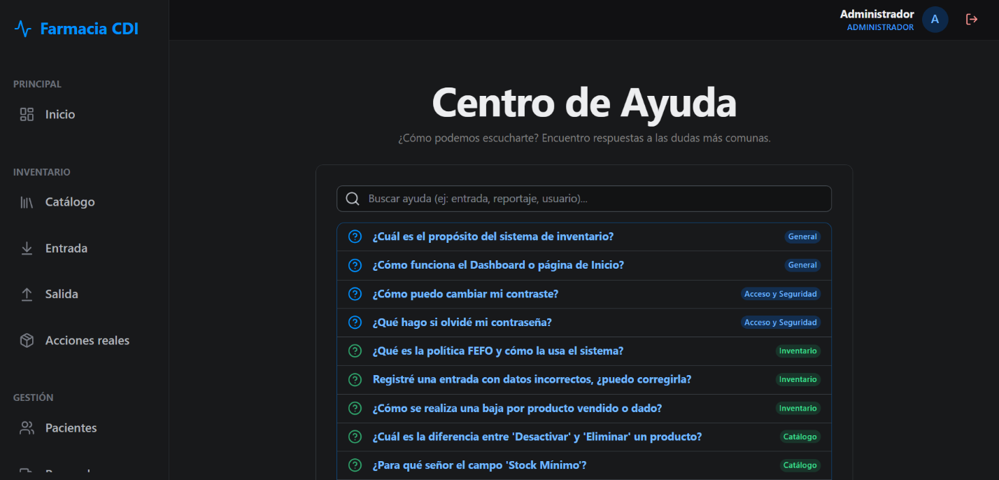 Farmacia CDI
Administrador
ADMINISTRADOR
A
PRINCIPAL
Inicio
INVENTARIO
Catálogo
Entrada
Salida
Acciones reales
GESTIÓN
Pacientes
Centro de Ayuda
¿Cómo podemos escucharte? Encuentro respuestas a las dudas más comunas.
Buscar ayuda (ej: entrada, reportaje, usuario)...
¿Cuál es el propósito del sistema de inventario? General
¿Cómo funciona el Dashboard o página de Inicio? General
¿Cómo puedo cambiar mi contraste? Acceso y Seguridad
¿Qué hago si olvidé mi contraseña? Acceso y Seguridad
¿Qué es la política FEFO y cómo la usa el sistema? Inventario
Registré una entrada con datos incorrectos, ¿puedo corregirla? Inventario
¿Cómo se realiza una baja por producto vendido o dado? Inventario
¿Cuál es la diferencia entre 'Desactivar' y 'Eliminar' un producto? Catálogo
¿Para qué señor el campo 'Stock Mínimo'? Catálogo